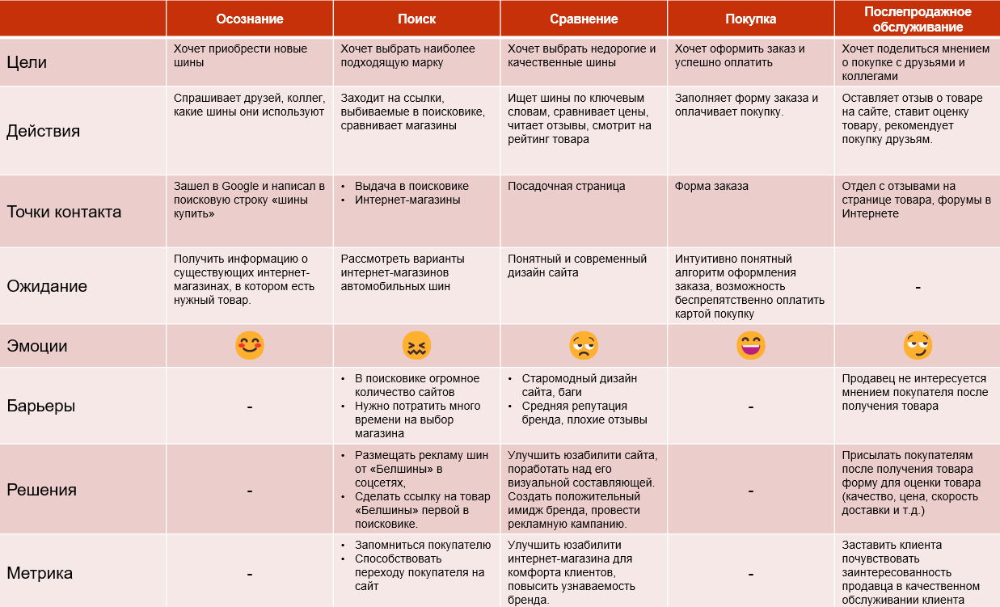 Осознание
Поиск
Сравнение
Покупка
Послепродажное
обслуживание
Цели
Хочет приобрести новые
шины
Хочет выбрать наиболее
подходящую марку
Хочет выбрать недорогие и
качественные шины
Хочет оформить заказ и
успешно оплатить
Хочет поделиться мнением
о покупке с друзьями и
коллегами
Действия
Спрашивает друзей, коллег,
какие шины они используют
Заходит на ссылки,
выбиваемые в поисковике,
сравнивает магазины
Ищет шины по ключевым
словам, сравнивает цены,
читает отзывы, смотрит на
рейтинг товара
Заполняет форму заказа и
оплачивает покупку.
Оставляет отзыв о товаре
на сайте, ставит оценку
товару, рекомендует
покупку друзьям.
Точки контакта
Зашел в Google и написал в
поисковую строку «шины
купить»
• Выдача в поисковике
• Интернет-магазины
Посадочная страница
Форма заказа
Отдел с отзывами на
странице товара, форумы в
Интернете
Ожидание
Получить информацию о
существующих интернет-
магазинах, в котором есть
нужный товар.
Рассмотреть варианты
интернет-магазинов
автомобильных шин
Понятный и современный
дизайн сайта
Интуитивно понятный
алгоритм оформления
заказа, возможность
беспрепятственно оплатить
картой покупку
-
Эмоции
Барьеры
-
• В поисковике огромное
количество сайтов
• Нужно потратить много
времени на выбор
магазина
• Старомодный дизайн
сайта, баги
• Средняя репутация
бренда, плохие отзывы
-
Продавец не интересуется
мнением покупателя после
получения товара
Решения
-
• Размещать рекламу шин
от «Белшины» в
соцсетях,
• Сделать ссылку на товар
«Белшины» первой в
поисковике.
Улучшить юзабилити сайта,
поработать над его
визуальной составляющей.
Создать положительный
имидж бренда, провести
рекламную кампанию.
-
Присылать покупателям
после получения товара
форму для оценки товара
(качество, цена, скорость
доставки и т.д.)
Метрика
-
• Запомниться покупателю
• Способствовать
переходу покупателя на
сайт
Улучшить юзабилити
интернет-магазина для
комфорта клиентов,
повысить узнаваемость
бренда.
-
Заставить клиента
почувствовать
заинтересованность
продавца в качественном
обслуживании клиента